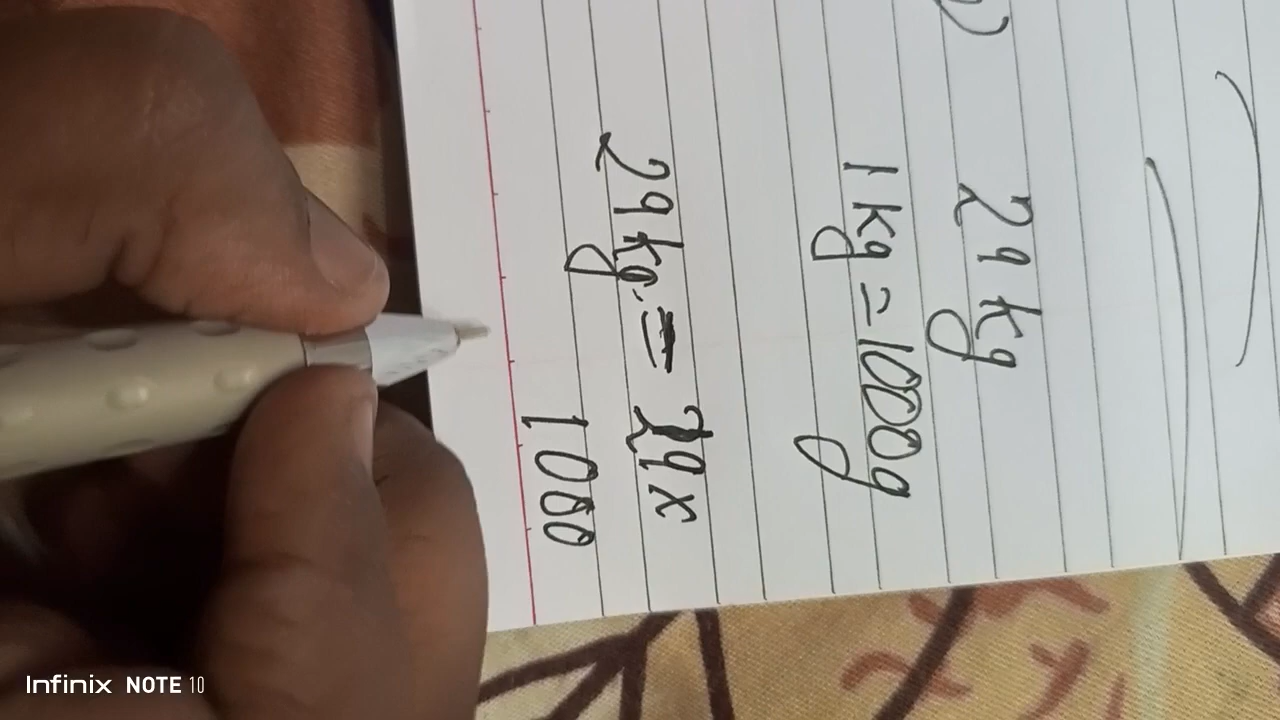 )
29 kg
1 kg = 1000 g
29 kg. = 29 x
1000
Infinix NOTE 10